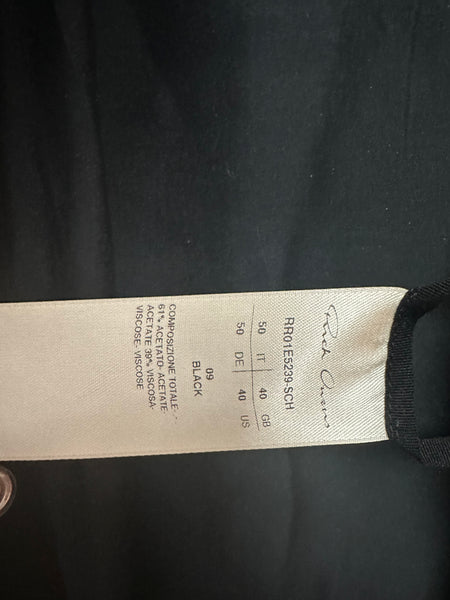 Rick Owens
RR01E5239-SCH
50 IT 40 GB
50 DE 40 US
09
BLACK
COMPOSIZIONE TOTALE-
61% ACETATO- ACETATE
ACETATE 39% VISCOSA-
VISCOSE- VISCOSE